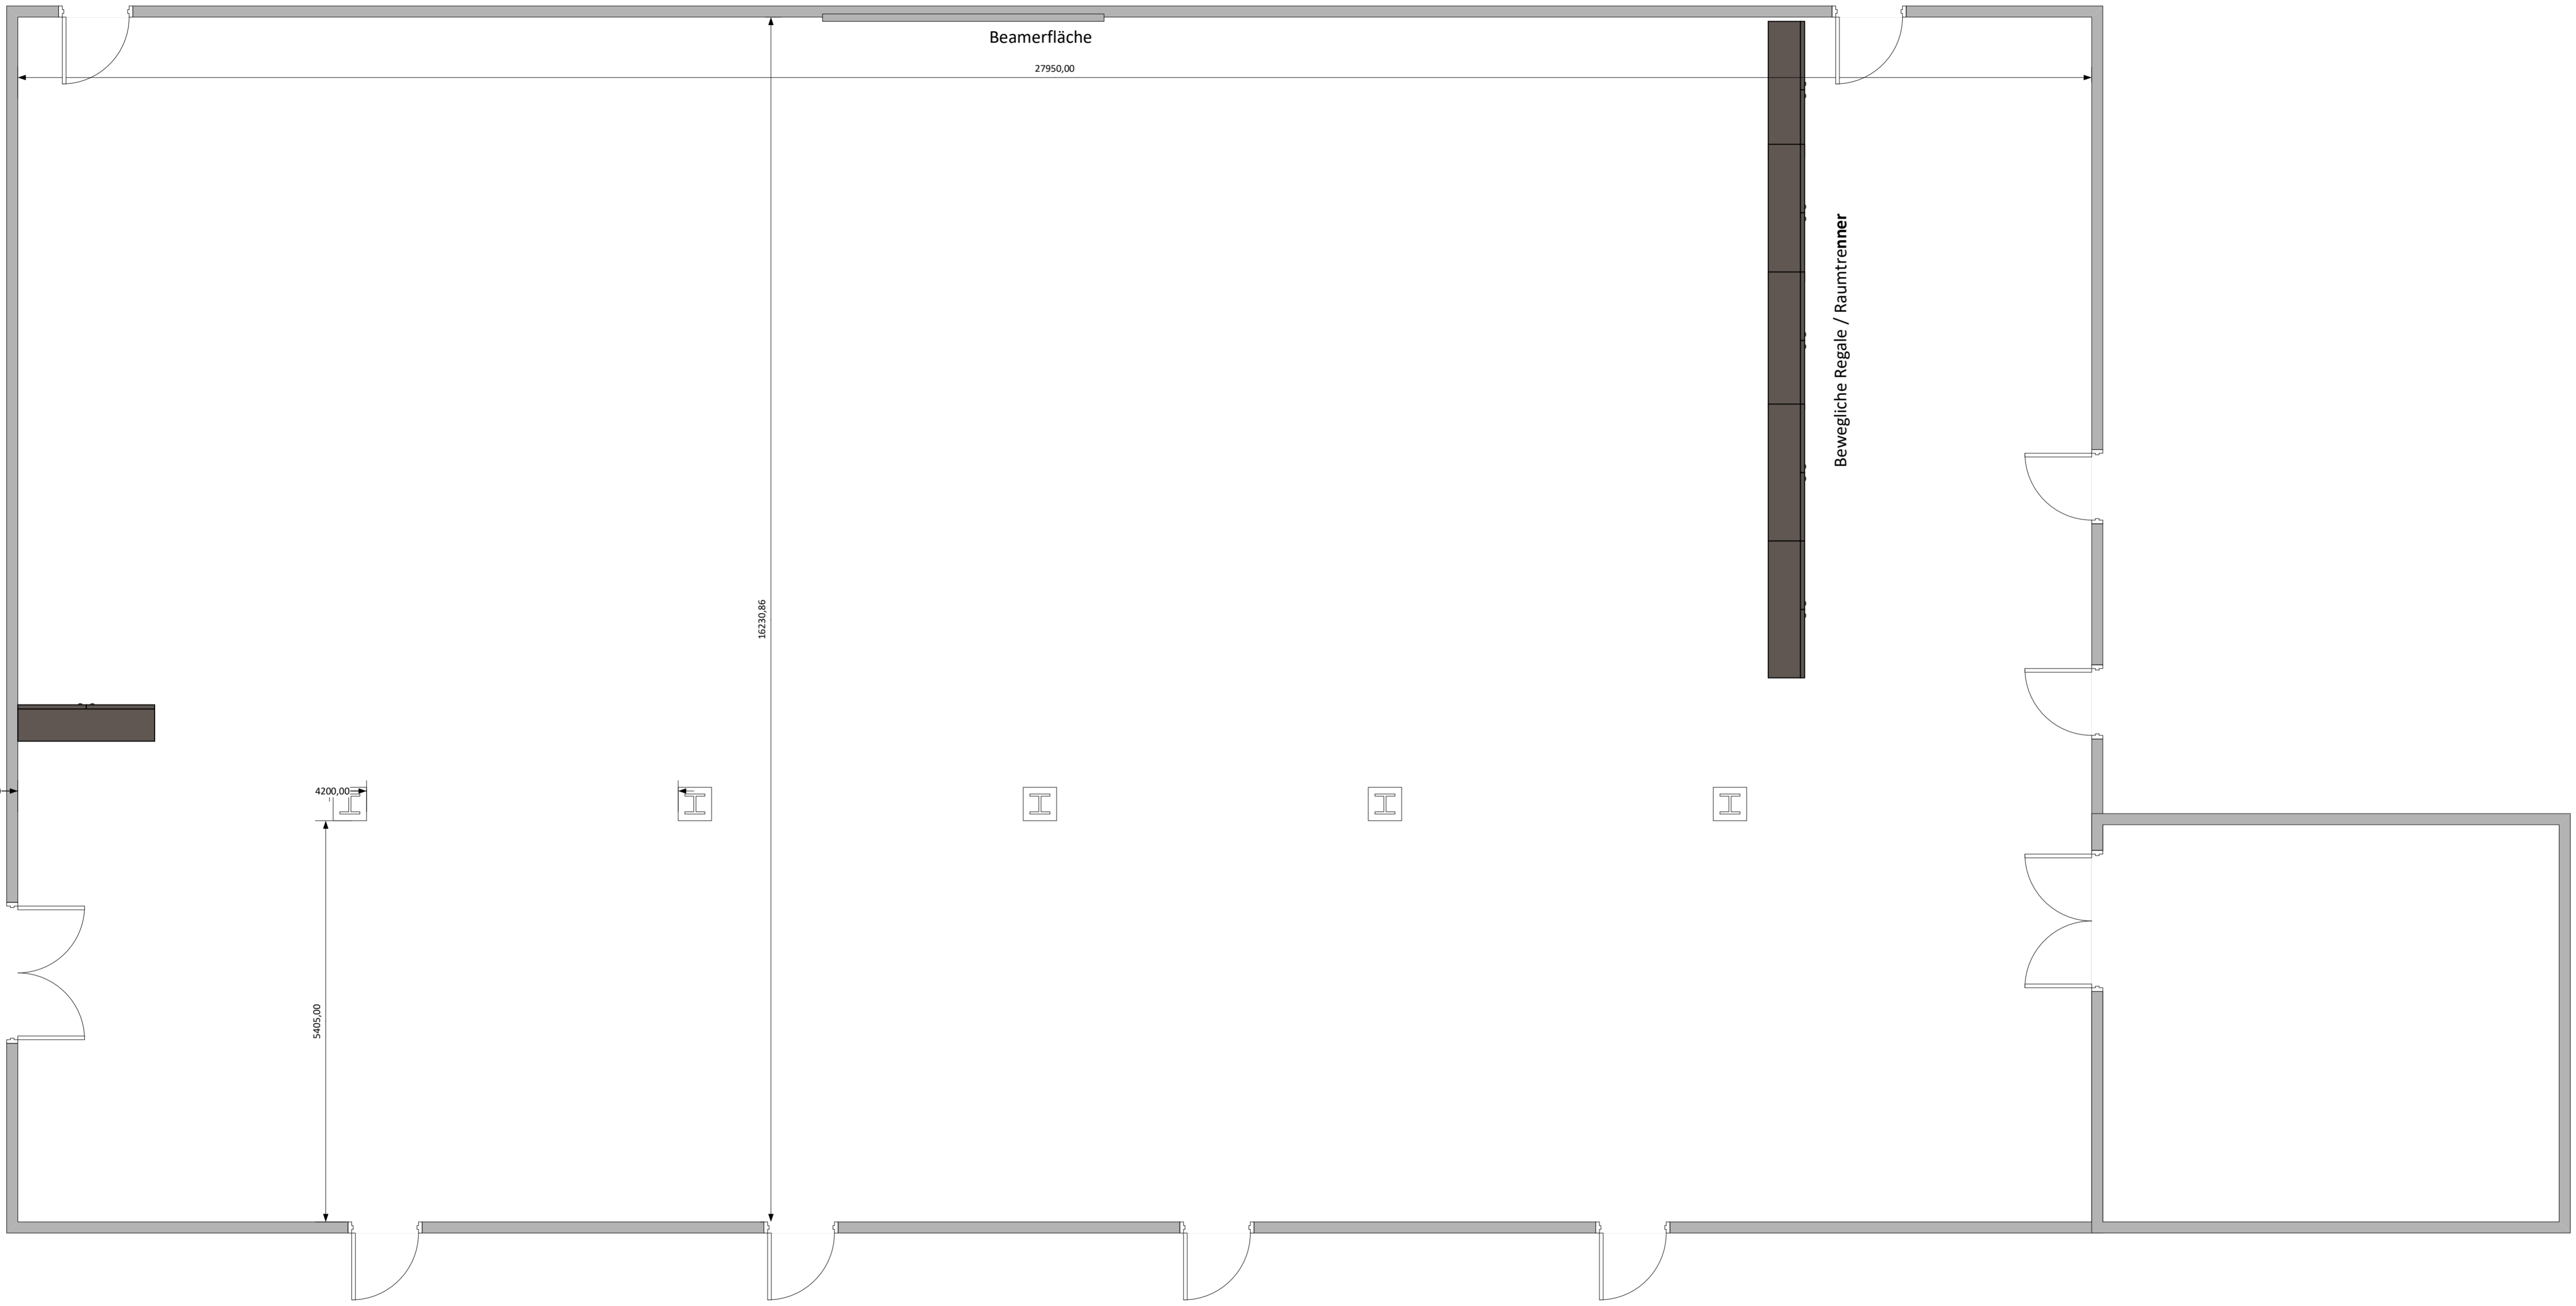 Beamerfläche
27950,00
Bewegliche Regale / Raumtrenner
16230,86
4200,00
5405,00